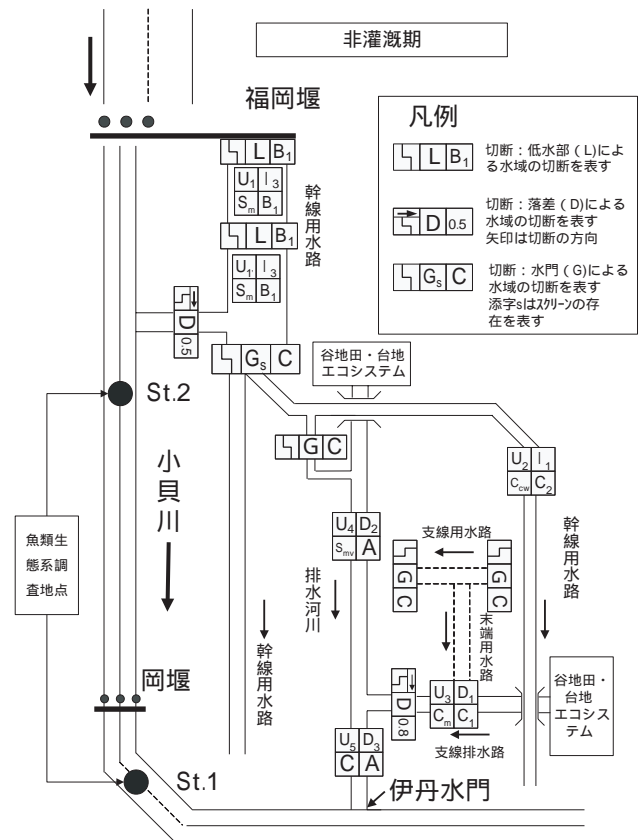 非灌漑期
福岡堰
凡例
L B1
切断：低水部（L)によ
る水域の切断を表す
D 0.5
切断：落差（D)による
水域の切断を表す
矢印は切断の方向
Gs C
切断：水門（G)による
水域の切断を表す
添字sはスクリーンの存
在を表す
L B1
U1 I3
Sm B1
L B1
U1' I3
Sm B1
幹線用水路
D 0.5
Gs C
谷地田・台地
エコシステム
St.2
G C
U2 I1
Ccw C2
小貝川
魚類生
態系調
査地点
U4 D2
Smv A
支線用水路
G C
G C
幹線用水路
排水河川
末端用水路
幹線用水路
岡堰
D 0.8
U3 D1
Cm C1
支線排水路
谷地田・
台地
エコシス
テム
U5 D3
C A
St.1
伊丹水門